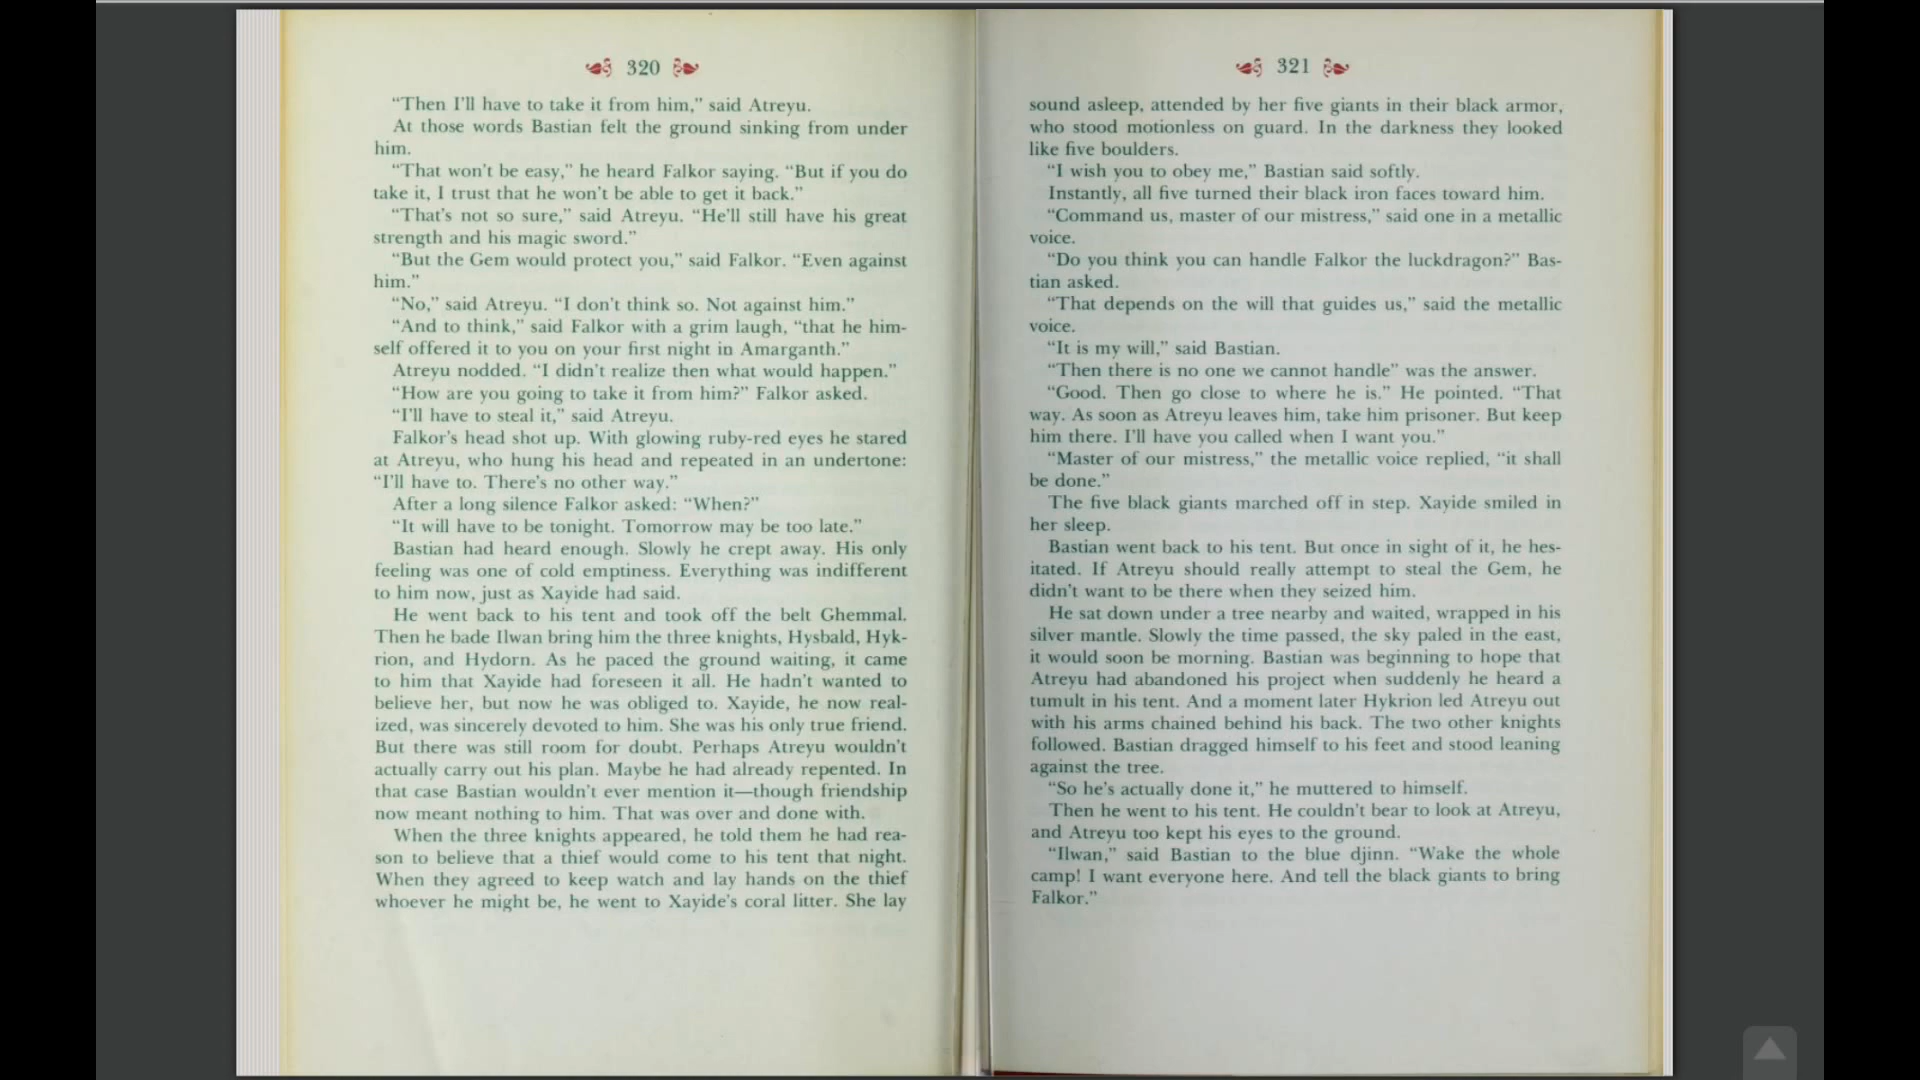 320
“Then I’ll have to take it from him,” said Atreyu.
At those words Bastian felt the ground sinking from under
him.
“That won’t be easy,” he heard Falkor saying. “But if you do
take it, I trust that he won’t be able to get it back.”
“That’s not so sure,” said Atreyu. “He’ll still have his great
strength and his magic sword.”
“But the Gem would protect you,” said Falkor. “Even against
him.”
“No,” said Atreyu. “I don’t think so. Not against him.”
“And to think,” said Falkor with a grim laugh, “that he him-
self offered it to you on your first night in Amarganth.”
Atreyu nodded. “I didn’t realize then what would happen.”
“How are you going to take it from him?” Falkor asked.
“I’ll have to steal it,” said Atreyu.
Falkor’s head shot up. With glowing ruby-red eyes he stared
at Atreyu, who hung his head and repeated in an undertone:
“I’ll have to. There’s no other way.”
After a long silence Falkor asked: “When?”
“It will have to be tonight. Tomorrow may be too late.”
Bastian had heard enough. Slowly he crept away. His only
feeling was one of cold emptiness. Everything was indifferent
to him now, just as Xayide had said.
He went back to his tent and took off the belt Ghemmal.
Then he bade Ilwan bring him the three knights, Hysbald, Hyk-
rion, and Hydorn. As he paced the ground waiting, it came
to him that Xayide had foreseen it all. He hadn’t wanted to
believe her, but now he was obliged to. Xayide, he now real-
ized, was sincerely devoted to him. She was his only true friend.
But there was still room for doubt. Perhaps Atreyu wouldn’t
actually carry out his plan. Maybe he had already repented. In
that case Bastian wouldn’t ever mention it—though friendship
now meant nothing to him. That was over and done with.
When the three knights appeared, he told them he had rea-
son to believe that a thief would come to his tent that night.
When they agreed to keep watch and lay hands on the thief
whoever he might be, he went to Xayide’s coral litter. She lay
321
sound asleep, attended by her five giants in their black armor,
who stood motionless on guard. In the darkness they looked
like five boulders.
“I wish you to obey me,” Bastian said softly.
Instantly, all five turned their black iron faces toward him.
“Command us, master of our mistress,” said one in a metallic
voice.
“Do you think you can handle Falkor the luckdragon?” Bas-
tian asked.
“That depends on the will that guides us,” said the metallic
voice.
“It is my will,” said Bastian.
“Then there is no one we cannot handle” was the answer.
“Good. Then go close to where he is.” He pointed. “That
way. As soon as Atreyu leaves him, take him prisoner. But keep
him there. I’ll have you called when I want you.”
“Master of our mistress,” the metallic voice replied, “it shall
be done.”
The five black giants marched off in step. Xayide smiled in
her sleep.
Bastian went back to his tent. But once in sight of it, he hes-
itated. If Atreyu should really attempt to steal the Gem, he
didn’t want to be there when they seized him.
He sat down under a tree nearby and waited, wrapped in his
silver mantle. Slowly the time passed, the sky paled in the east,
it would soon be morning. Bastian was beginning to hope that
Atreyu had abandoned his project when suddenly he heard a
tumult in his tent. And a moment later Hykrion led Atreyu out
with his arms chained behind his back. The two other knights
followed. Bastian dragged himself to his feet and stood leaning
against the tree.
“So he’s actually done it,” he muttered to himself.
Then he went to his tent. He couldn’t bear to look at Atreyu,
and Atreyu too kept his eyes to the ground.
“Ilwan,” said Bastian to the blue djinn. “Wake the whole
camp! I want everyone here. And tell the black giants to bring
Falkor.”